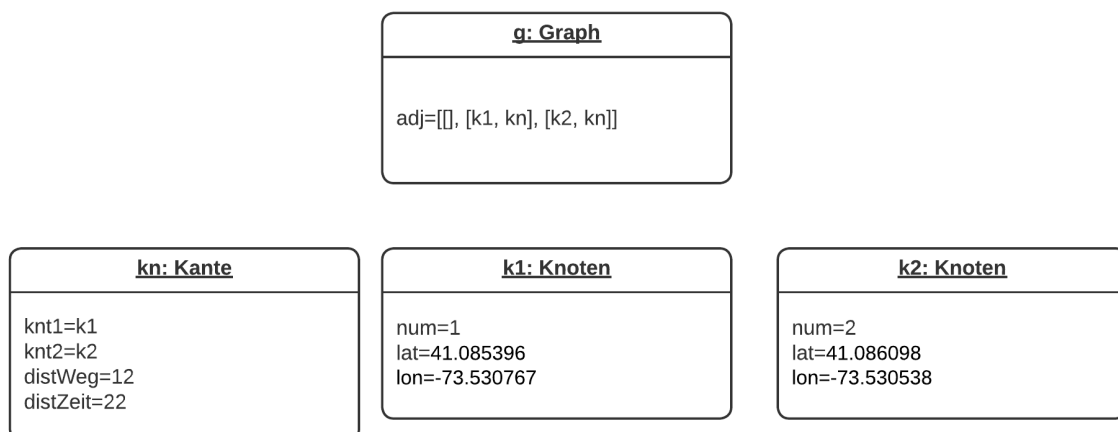 g: Graph
adj=[[], [k1, kn], [k2, kn]]
kn: Kante
knt1=k1
knt2=k2
distWeg=12
distZeit=22
k1: Knoten
num=1
lat=41.085396
lon=-73.530767
k2: Knoten
num=2
lat=41.086098
lon=-73.530538